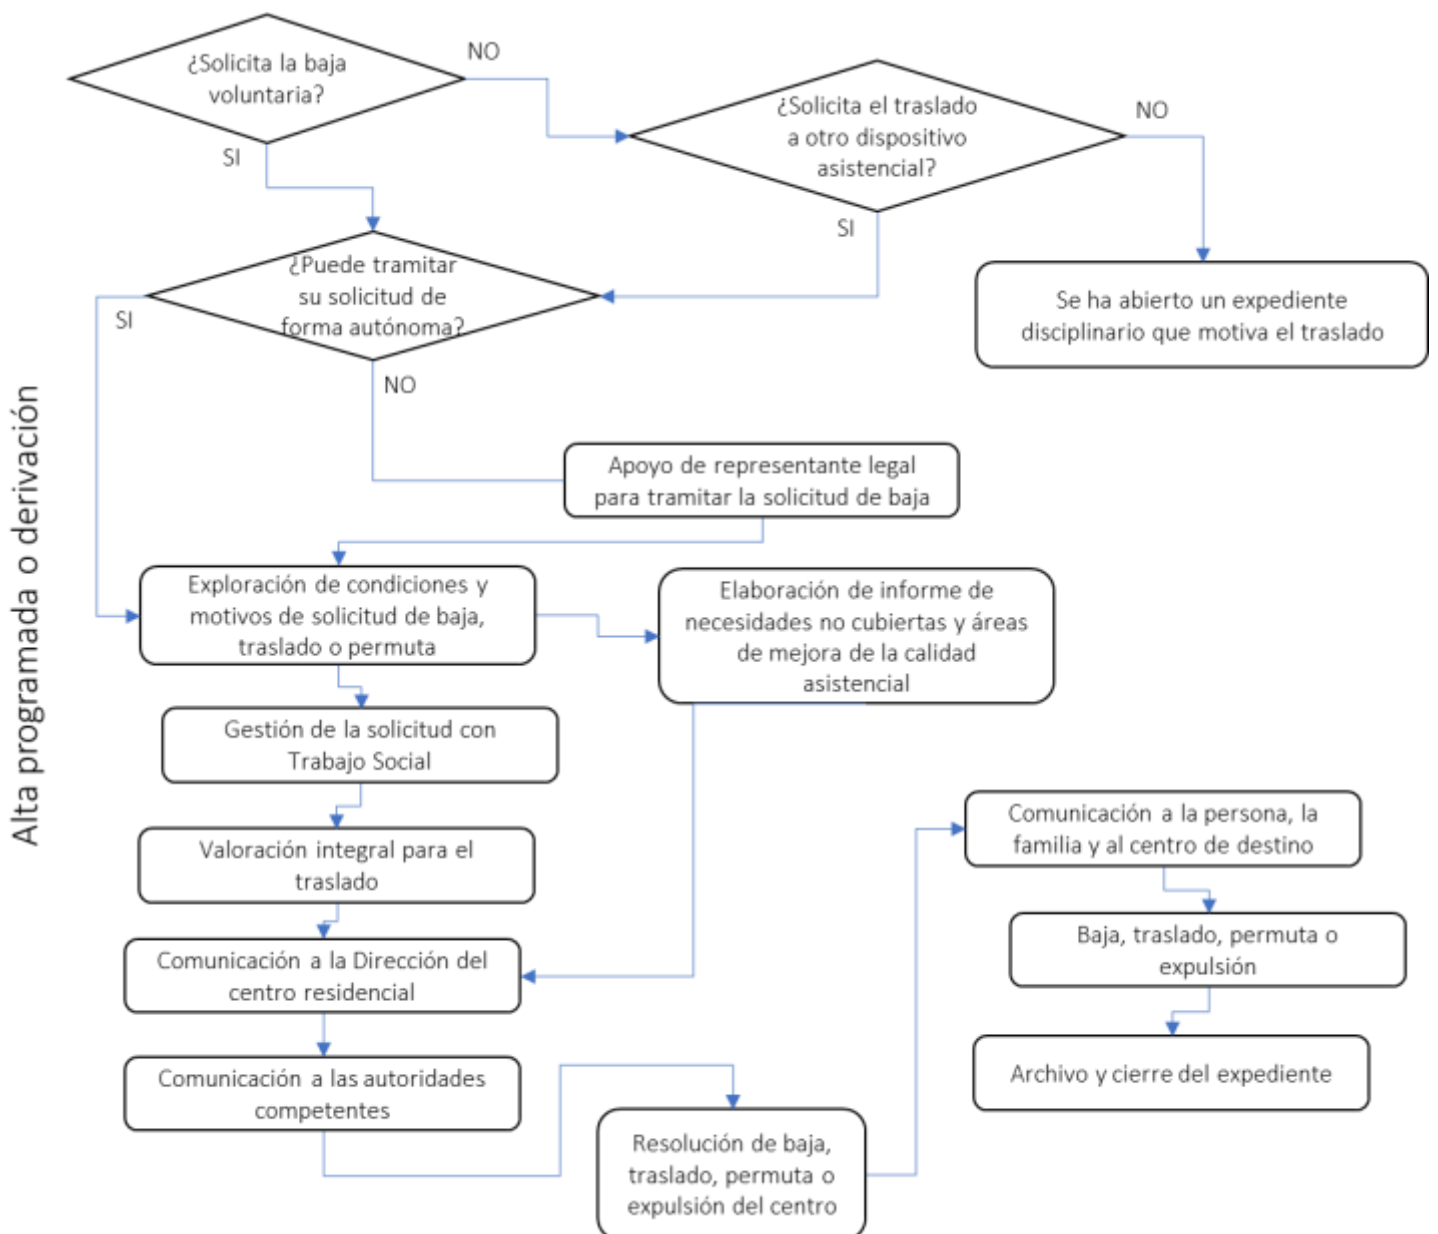 ¿Solicita la baja
voluntaria?
NO
SI
¿Solicita el traslado
a otro dispositivo
asistencial?
NO
SI
Se ha abierto un expediente
disciplinario que motiva el traslado
¿Puede tramitar
su solicitud de
forma autónoma?
SI
NO
Apoyo de representante legal
para tramitar la solicitud de baja
Alta programada o derivación
Exploración de condiciones y
motivos de solicitud de baja,
traslado o permuta
Elaboración de informe de
necesidades no cubiertas y áreas
de mejora de la calidad
asistencial
Gestión de la solicitud con
Trabajo Social
Valoración integral para el
traslado
Comunicación a la Dirección del
centro residencial
Comunicación a las autoridades
competentes
Resolución de baja,
traslado, permuta o
expulsión del centro
Comunicación a la persona, la
familia y al centro de destino
Baja, traslado, permuta o
expulsión
Archivo y cierre del expediente